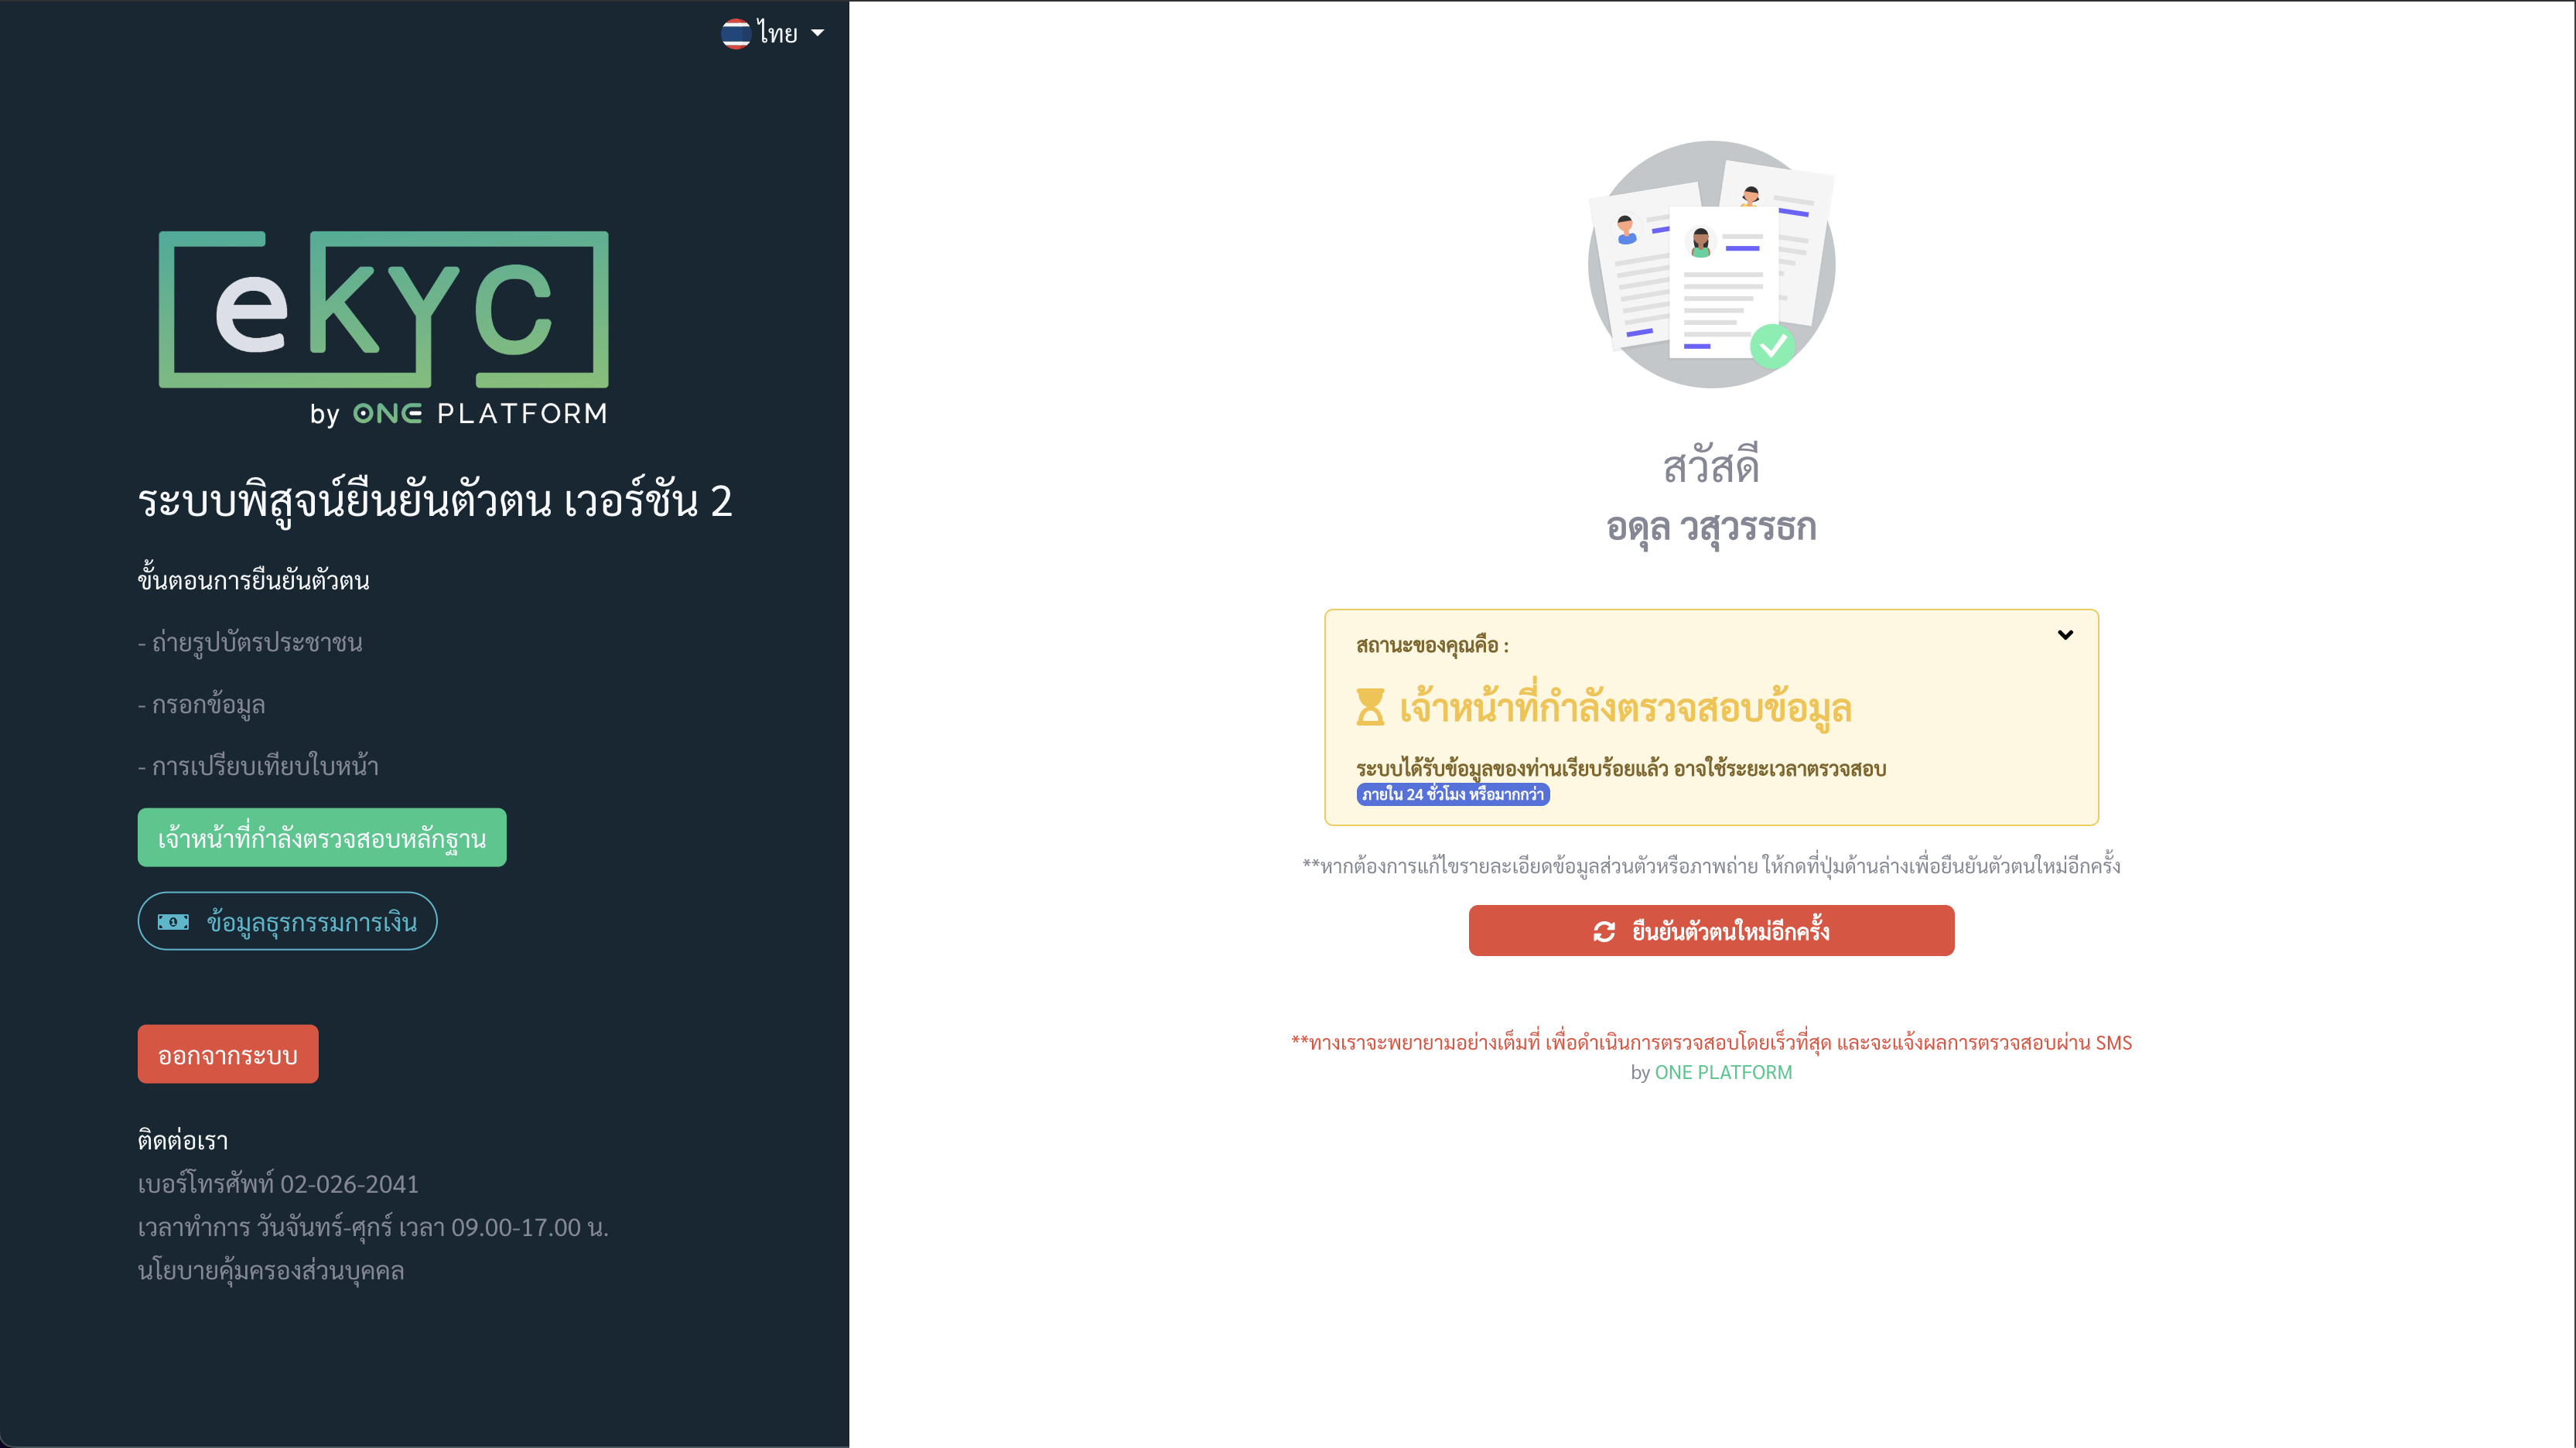 ไทย
eKYC
by ONE PLATFORM
ระบบพิสูจน์ยืนยันตัวตน เวอร์ชัน 2
ขั้นตอนการยืนยันตัวตน
- ถ่ายรูปบัตรประชาชน
- กรอกข้อมูล
- การเปรียบเทียบใบหน้า
เจ้าหน้าที่กำลังตรวจสอบหลักฐาน
ข้อมูลธุรกรรมการเงิน
ออกจากระบบ
ติดต่อเรา
เบอร์โทรศัพท์ 02-026-2041
เวลาทำการ วันจันทร์-ศุกร์ เวลา 09.00-17.00 น.
นโยบายคุ้มครองส่วนบุคคล
สวัสดี
อดุล วสุวรรธก
สถานะของคุณคือ :
เจ้าหน้าที่กำลังตรวจสอบข้อมูล
ระบบได้รับข้อมูลของท่านเรียบร้อยแล้ว อาจใช้ระยะเวลาตรวจสอบ
ภายใน 24 ชั่วโมง หรือมากกว่า
**หากต้องการแก้ไขรายละเอียดข้อมูลส่วนตัวหรือภาพถ่าย ให้กดที่ปุ่มด้านล่างเพื่อยืนยันตัวตนใหม่อีกครั้ง
ยืนยันตัวตนใหม่อีกครั้ง
**ทางเราจะพยายามอย่างเต็มที่ เพื่อดำเนินการตรวจสอบโดยเร็วที่สุด และจะแจ้งผลการตรวจสอบผ่าน SMS
by ONE PLATFORM